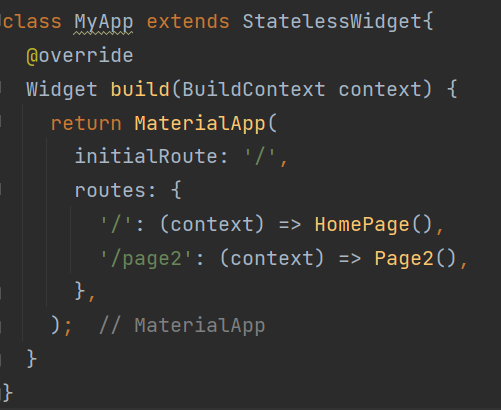 class MyApp extends StatelessWidget{
  @override
  Widget build(BuildContext context) {
    return MaterialApp(
      initialRoute: '/',
      routes: {
        '/': (context) => HomePage(),
        '/page2': (context) => Page2(),
      },
    );  // MaterialApp
  }
}